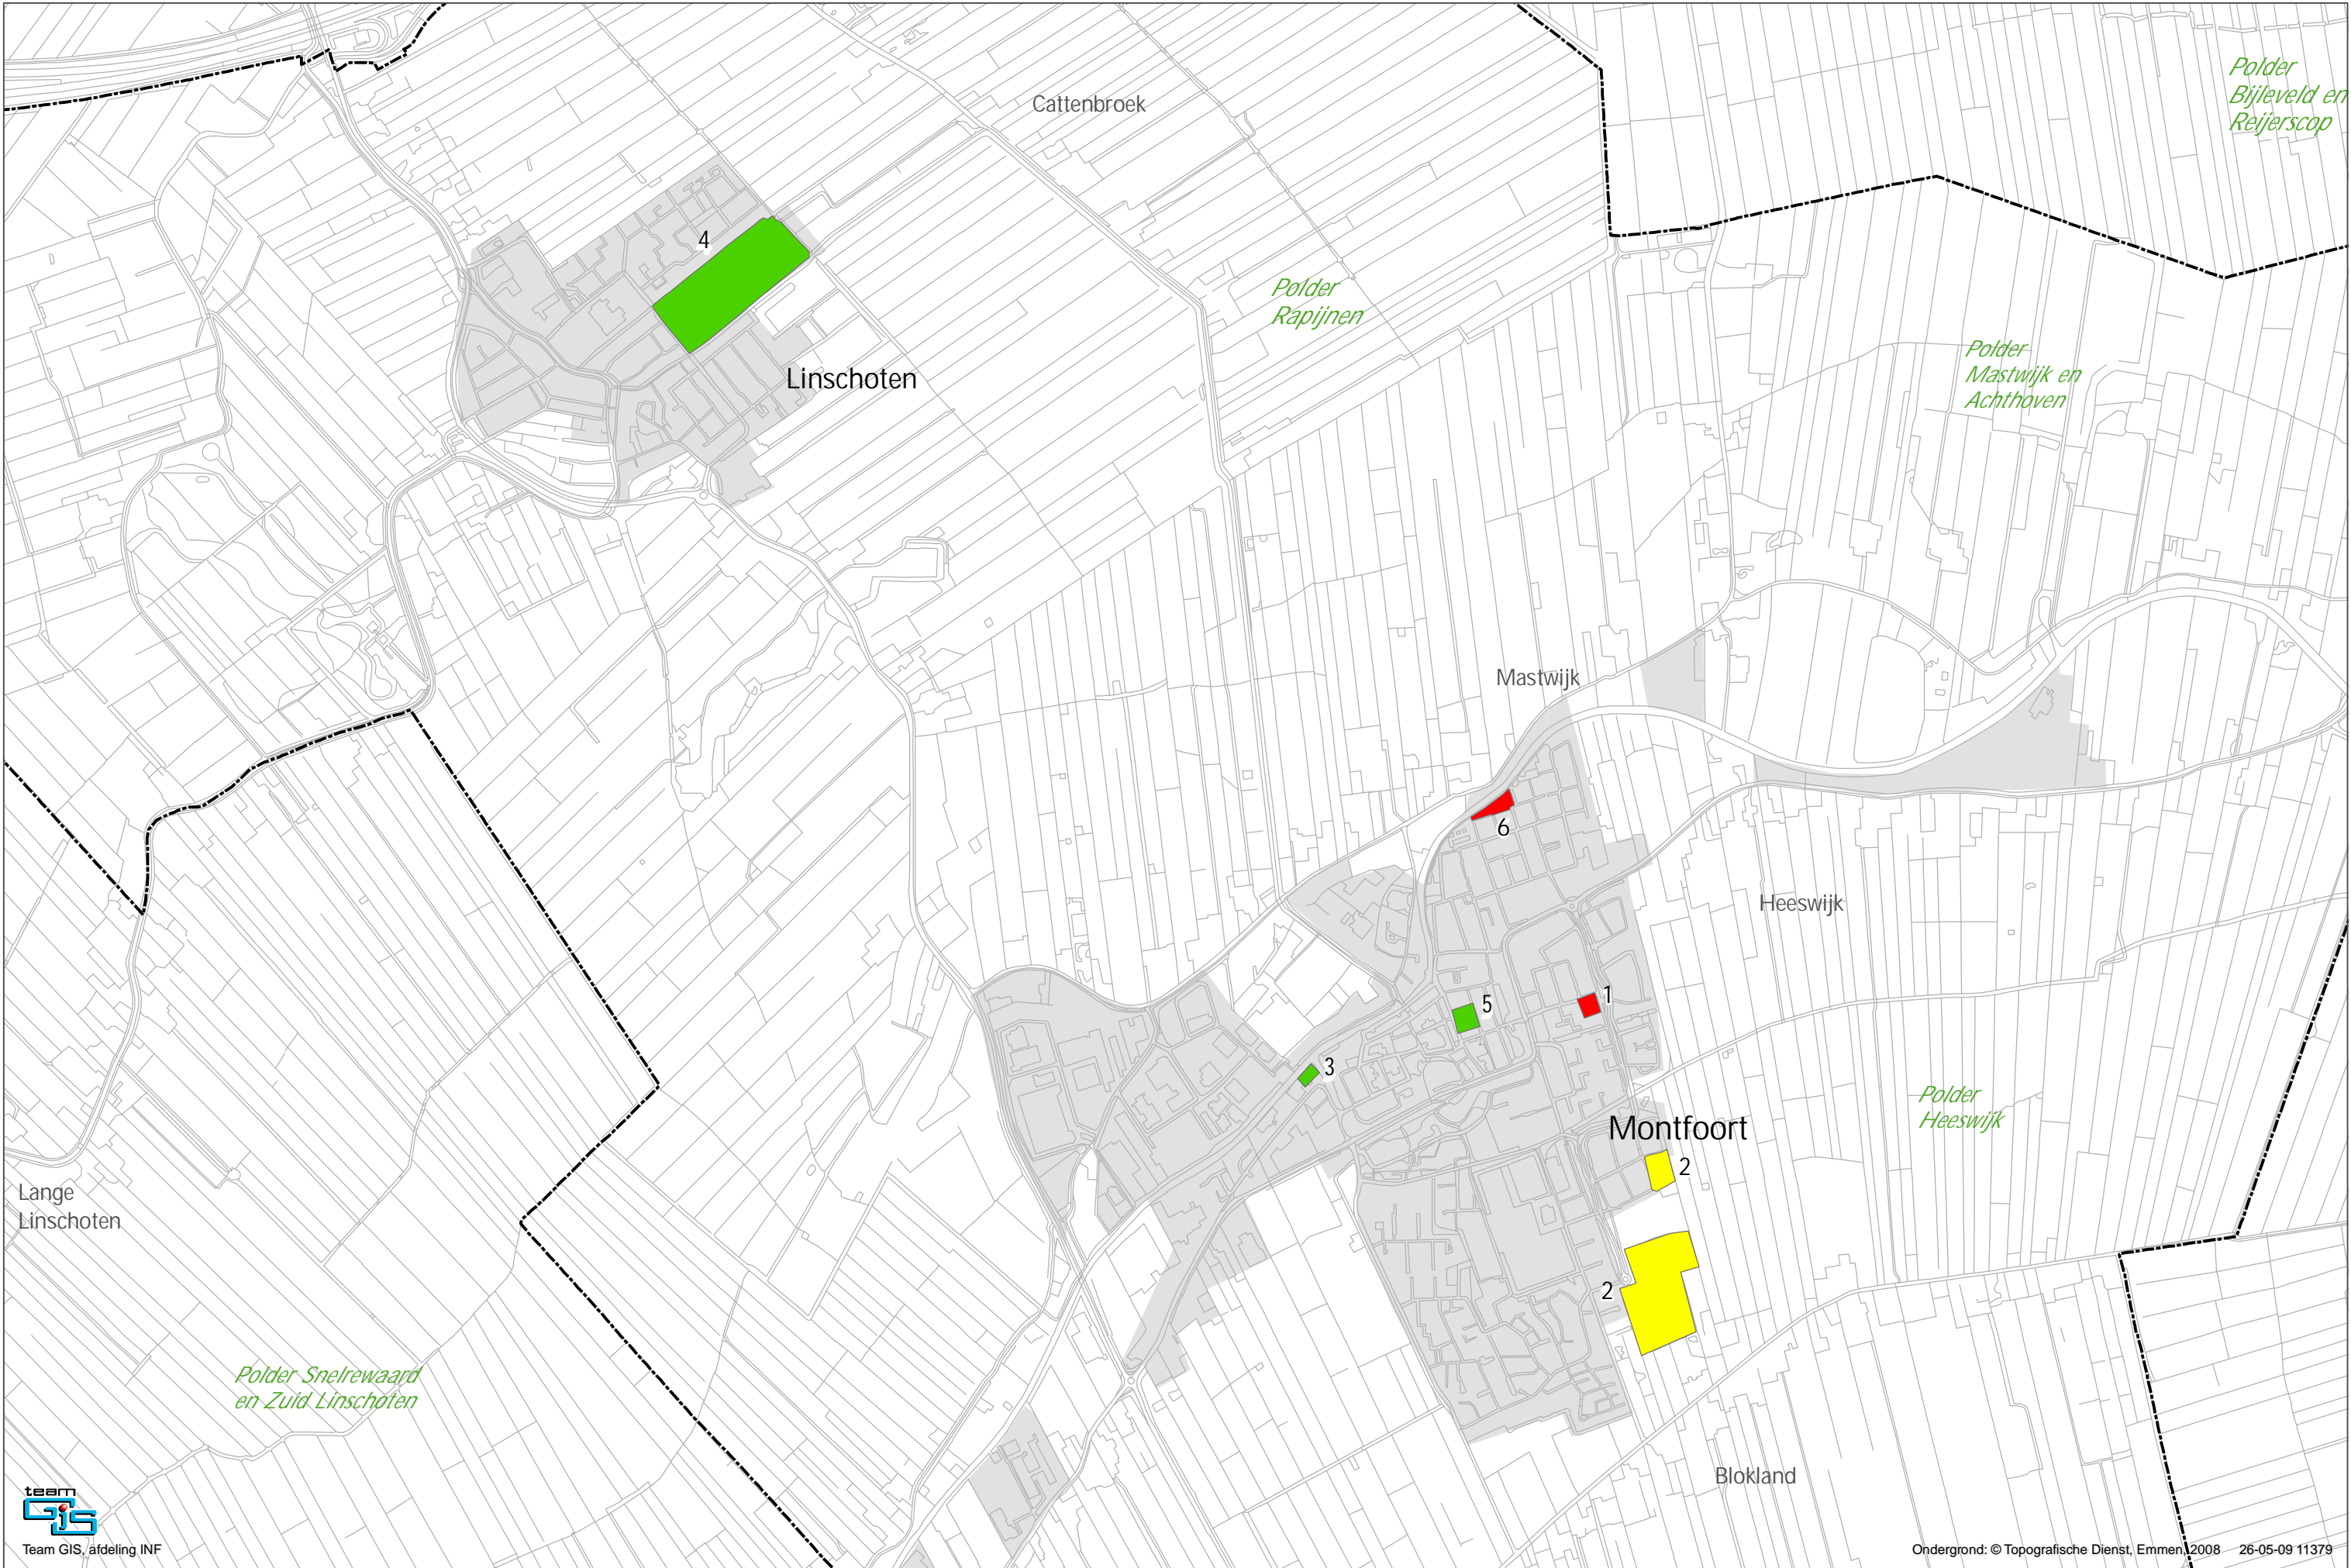 Cattenbroek
Polder
Bijleveld en
Reijerscop
4
Polder
Rapijnen
Linschoten
Polder
Mastwijk en
Achthoven
Mastwijk
6
Heeswijk
5
1
3
Polder
Heeswijk
Montfoort
2
Lange
Linschoten
2
Polder Snelrewaard
en Zuid Linschoten
Blokland
team
GiS
Team GIS, afdeling INF
Ondergrond: © Topografische Dienst, Emmen, 2008 26-05-09 11379